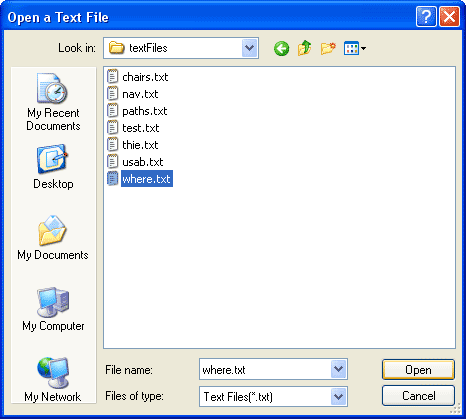 Open a Text File
Look in:
textFiles
My Recent
Documents
Desktop
My Documents
My Computer
My Network
chairs.txt
nav.txt
paths.txt
test.txt
thie.txt
usab.txt
where.txt
File name:
where.txt
Open
Files of type:
Text Files(*.txt)
Cancel